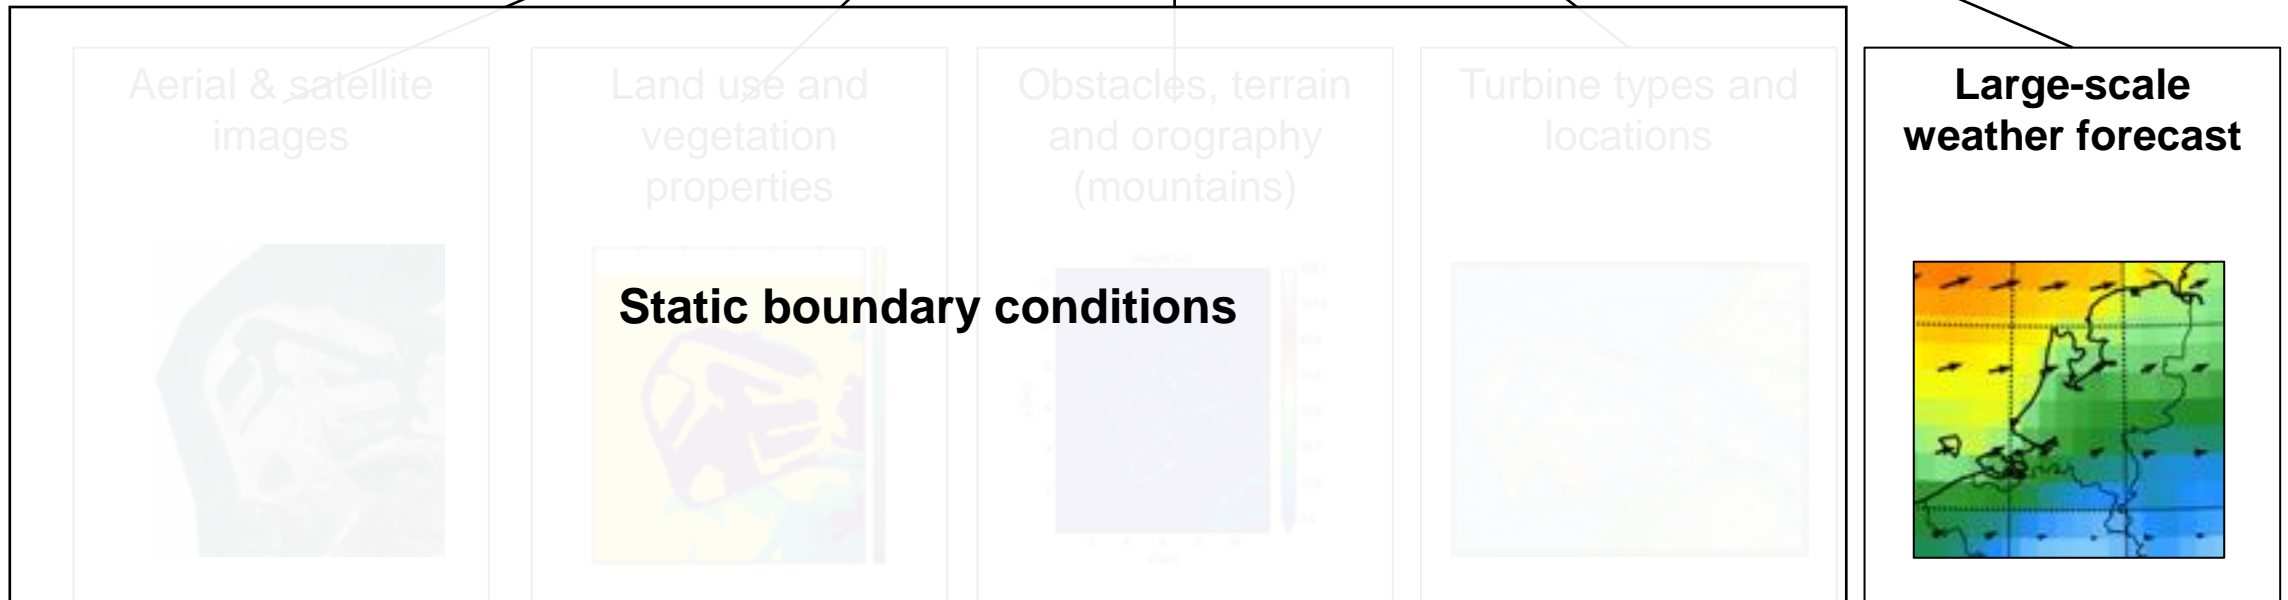 Aerial & satellite
images
Land use and
vegetation
properties
Obstacles, terrain
and orography
(mountains)
Turbine types and
locations
Large-scale
weather forecast
Static boundary conditions